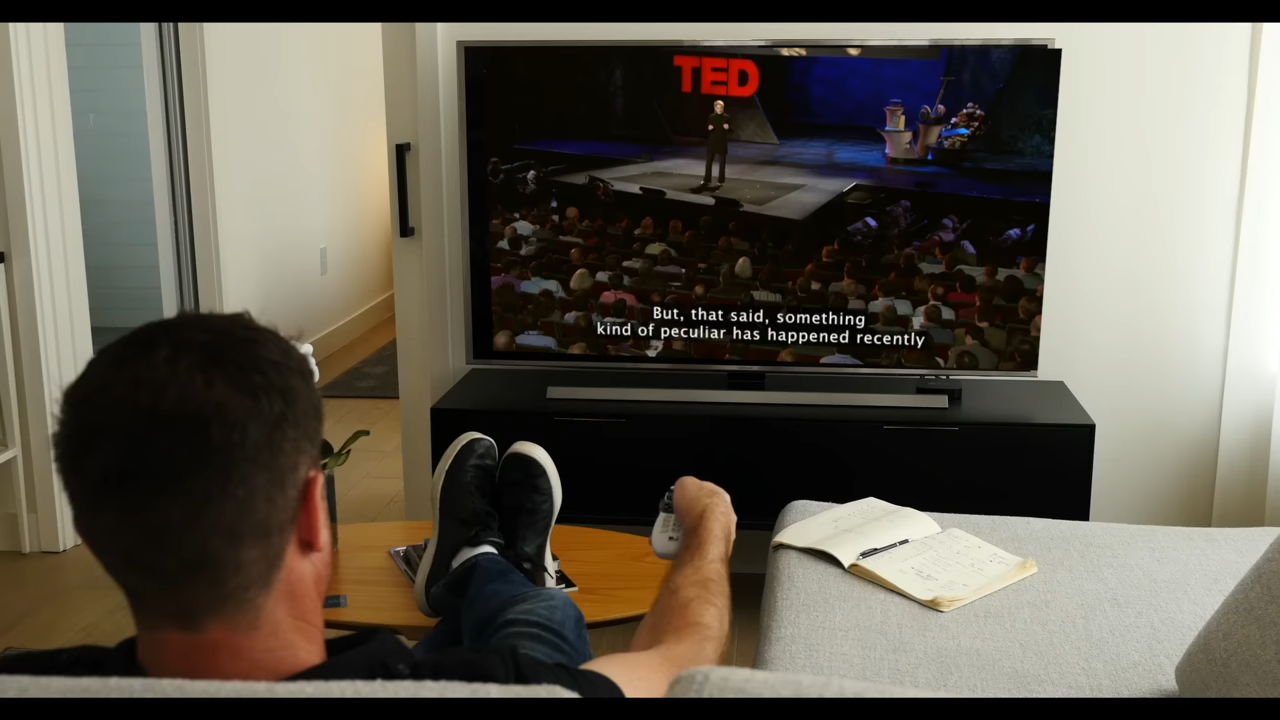 TED
But, that said, something
kind of peculiar has happened recently